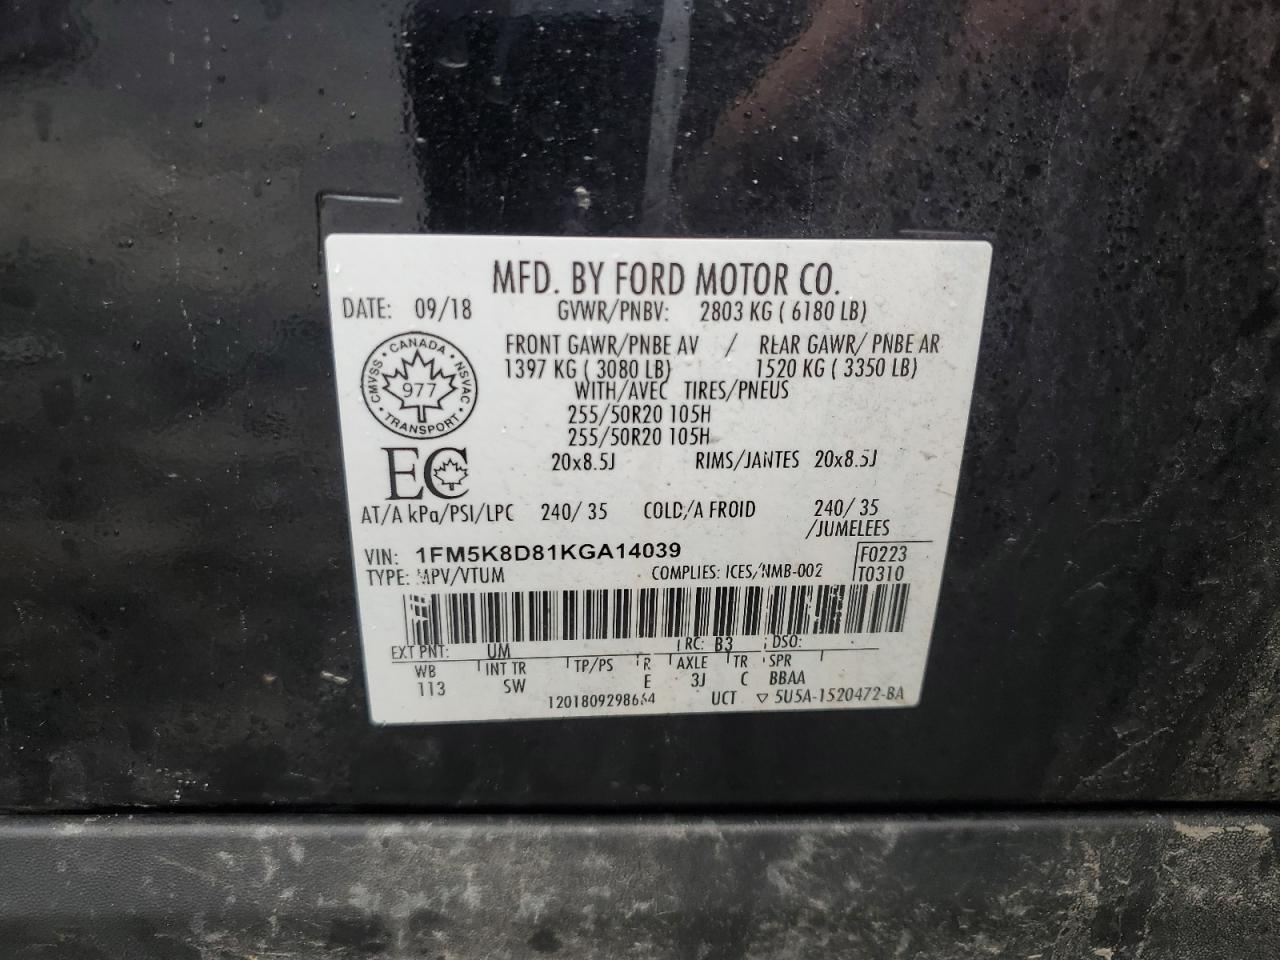 MFD. BY FORD MOTOR CO.
DATE: 09/18 GVWR/PNBV: 2803 KG ( 6180 LB)
FRONT GAWR/PNBE AV / REAR GAWR/ PNBE AR
1397 KG ( 3080 LB) 1520 KG ( 3350 LB)
WITH/AVEC TIRES/PNEUS
255/50R20 105H
255/50R20 105H
20x8.5J RIMS/JANTES 20x8.5J
CANADA
CMVSS NSVAC
977
TRANSPORT
EC
AT/A kPa/PSI/LPC 240/ 35 COLD/A FROID 240/ 35
/JUMELEES
VIN: 1FM5K8D81KGA14039 F0223
TYPE: MPV/VTUM COMPLIES: ICES/NMB-002 T0310
EXT PNT: UM RC: B3 DSO:
WB INT TR TP/PS R AXLE TR SPR
113 SW E 3J C BBAA
1201809298664 UCT ▽ 5U5A-1520472-BA